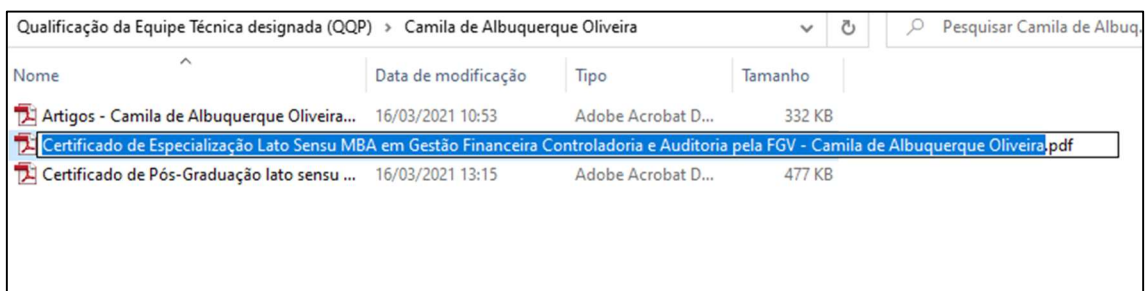 Qualificação da Equipe Técnica designada (QQP) > Camila de Albuquerque Oliveira Pesquisar Camila de Albuq.
Nome Data de modificação Tipo Tamanho
Artigos - Camila de Albuquerque Oliveira... 16/03/2021 10:53 Adobe Acrobat D... 332 KB
Certificado de Especialização Lato Sensu MBA em Gestão Financeira Controladoria e Auditoria pela FGV - Camila de Albuquerque Oliveira.pdf
Certificado de Pós-Graduação lato sensu ... 16/03/2021 13:15 Adobe Acrobat D... 477 KB